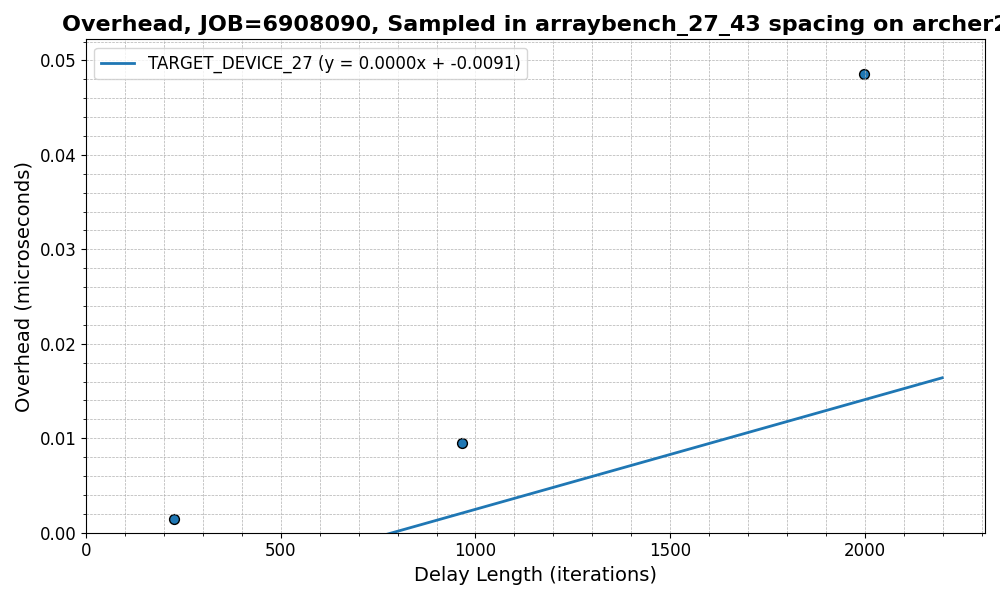 Overhead, JOB=6908090, Sampled in arraybench_27_43 spacing on archer2
TARGET_DEVICE_27 (y = 0.0000x + -0.0091)
Overhead (microseconds)
0.05
0.04
0.03
0.02
0.01
0.00
0 500 1000 1500 2000
Delay Length (iterations)